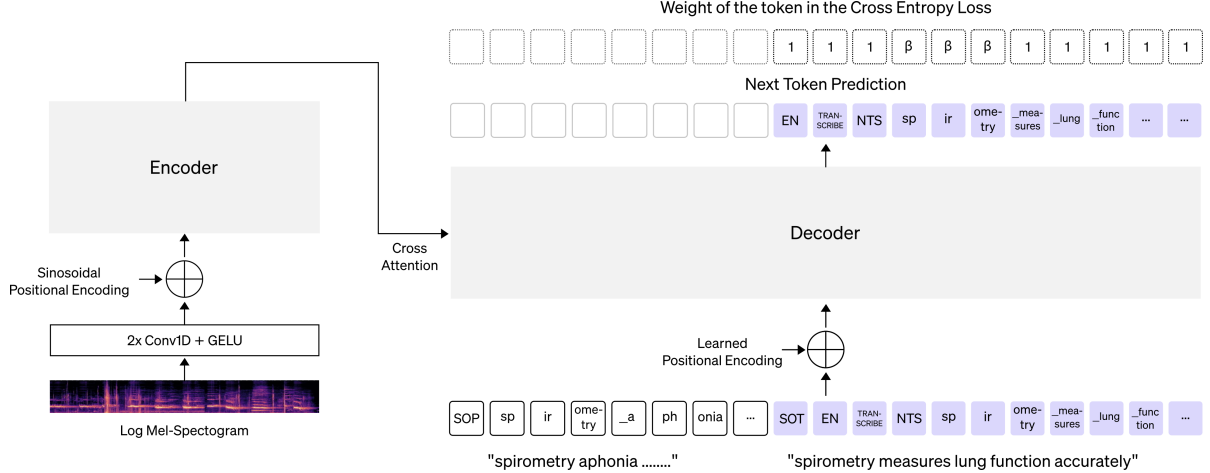 Weight of the token in the Cross Entropy Loss
1 1 1 β β β 1 1 1 1 1
Next Token Prediction
EN TRAN- SCRIBE NTS sp ir ome- try _mea- sures _lung _func tion ... ...
Encoder
Decoder
Cross
Attention
Sinosoidal
Positional Encoding
2x Conv1D + GELU
Log Mel-Spectogram
Learned
Positional Encoding
SOP sp ir ome- try _a ph onia ... SOT EN TRAN- SCRIBE NTS sp ir ome- try _mea- sures _lung _func tion ...
"spirometry aphonia ........"
"spirometry measures lung function accurately"